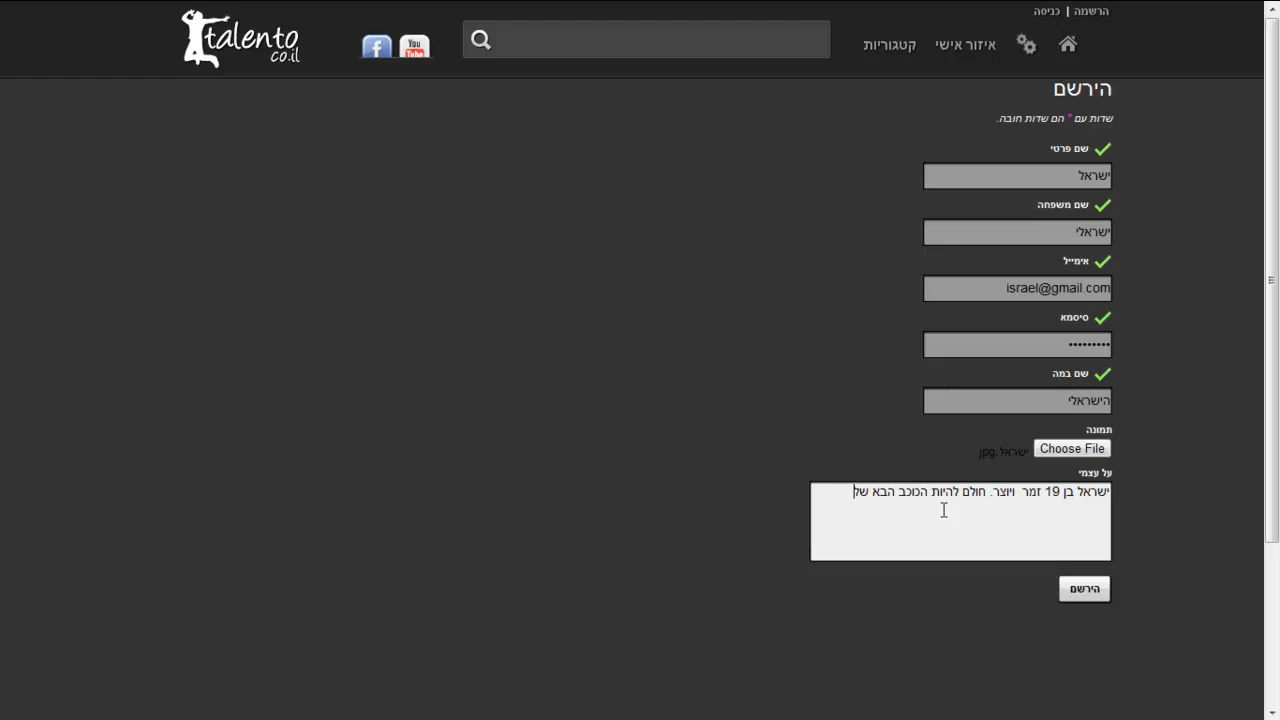 הרשמה | כניסה
קטגוריות איזור אישי
talento
co.il
f You Tube
הירשם
שדות עם * הם שדות חובה.
שם פרטי
ישראל
שם משפחה
ישראלי
אימייל
israel@gmail.com
סיסמא
•••••••••
שם במה
הישראלי
תמונה
Choose File ישראל.jpg
על עצמי
ישראל בן 19 זמר  ויוצר. חולם להיות הכוכב הבא של
הירשם